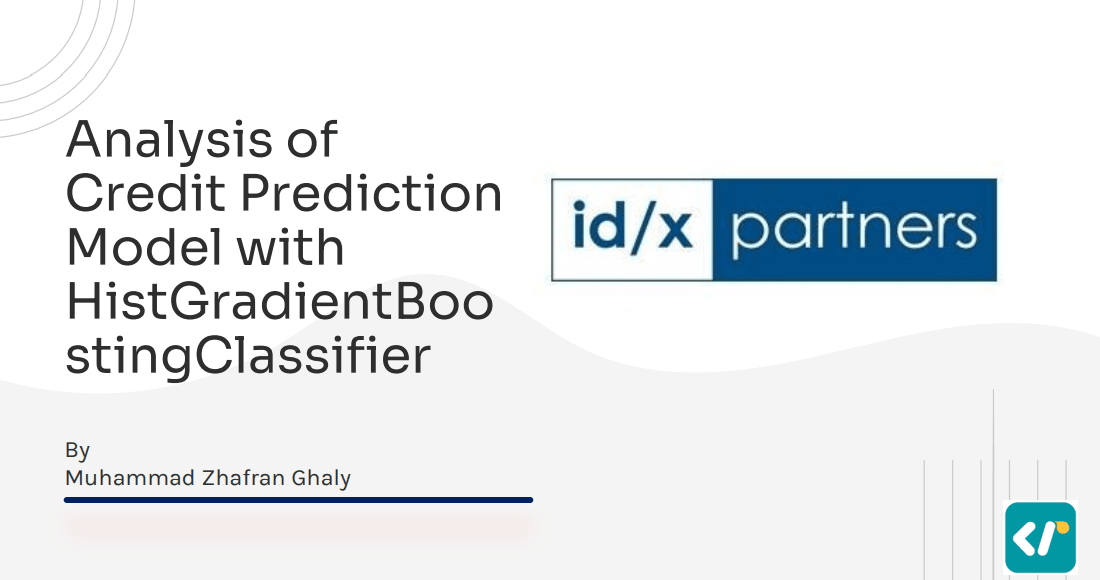 Analysis of
Credit Prediction
Model with
HistGradientBoo
stingClassifier
id/x partners
By
Muhammad Zhafran Ghaly